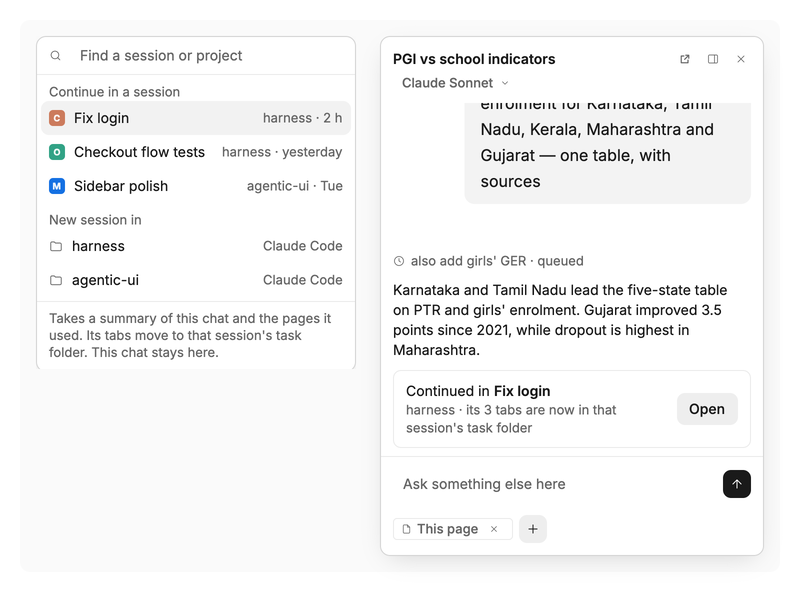 Find a session or project
Continue in a session
C Fix login harness · 2 h
O Checkout flow tests harness · yesterday
M Sidebar polish agentic-ui · Tue
New session in
harness Claude Code
agentic-ui Claude Code
Takes a summary of this chat and the pages it
used. Its tabs move to that session's task
folder. This chat stays here.
PGI vs school indicators
Claude Sonnet
enrolment for Karnataka, Tamil
Nadu, Kerala, Maharashtra and
Gujarat — one table, with
sources
also add girls' GER · queued
Karnataka and Tamil Nadu lead the five-state table
on PTR and girls' enrolment. Gujarat improved 3.5
points since 2021, while dropout is highest in
Maharashtra.
Continued in Fix login
harness · its 3 tabs are now in that
session's task folder
Open
Ask something else here
This page